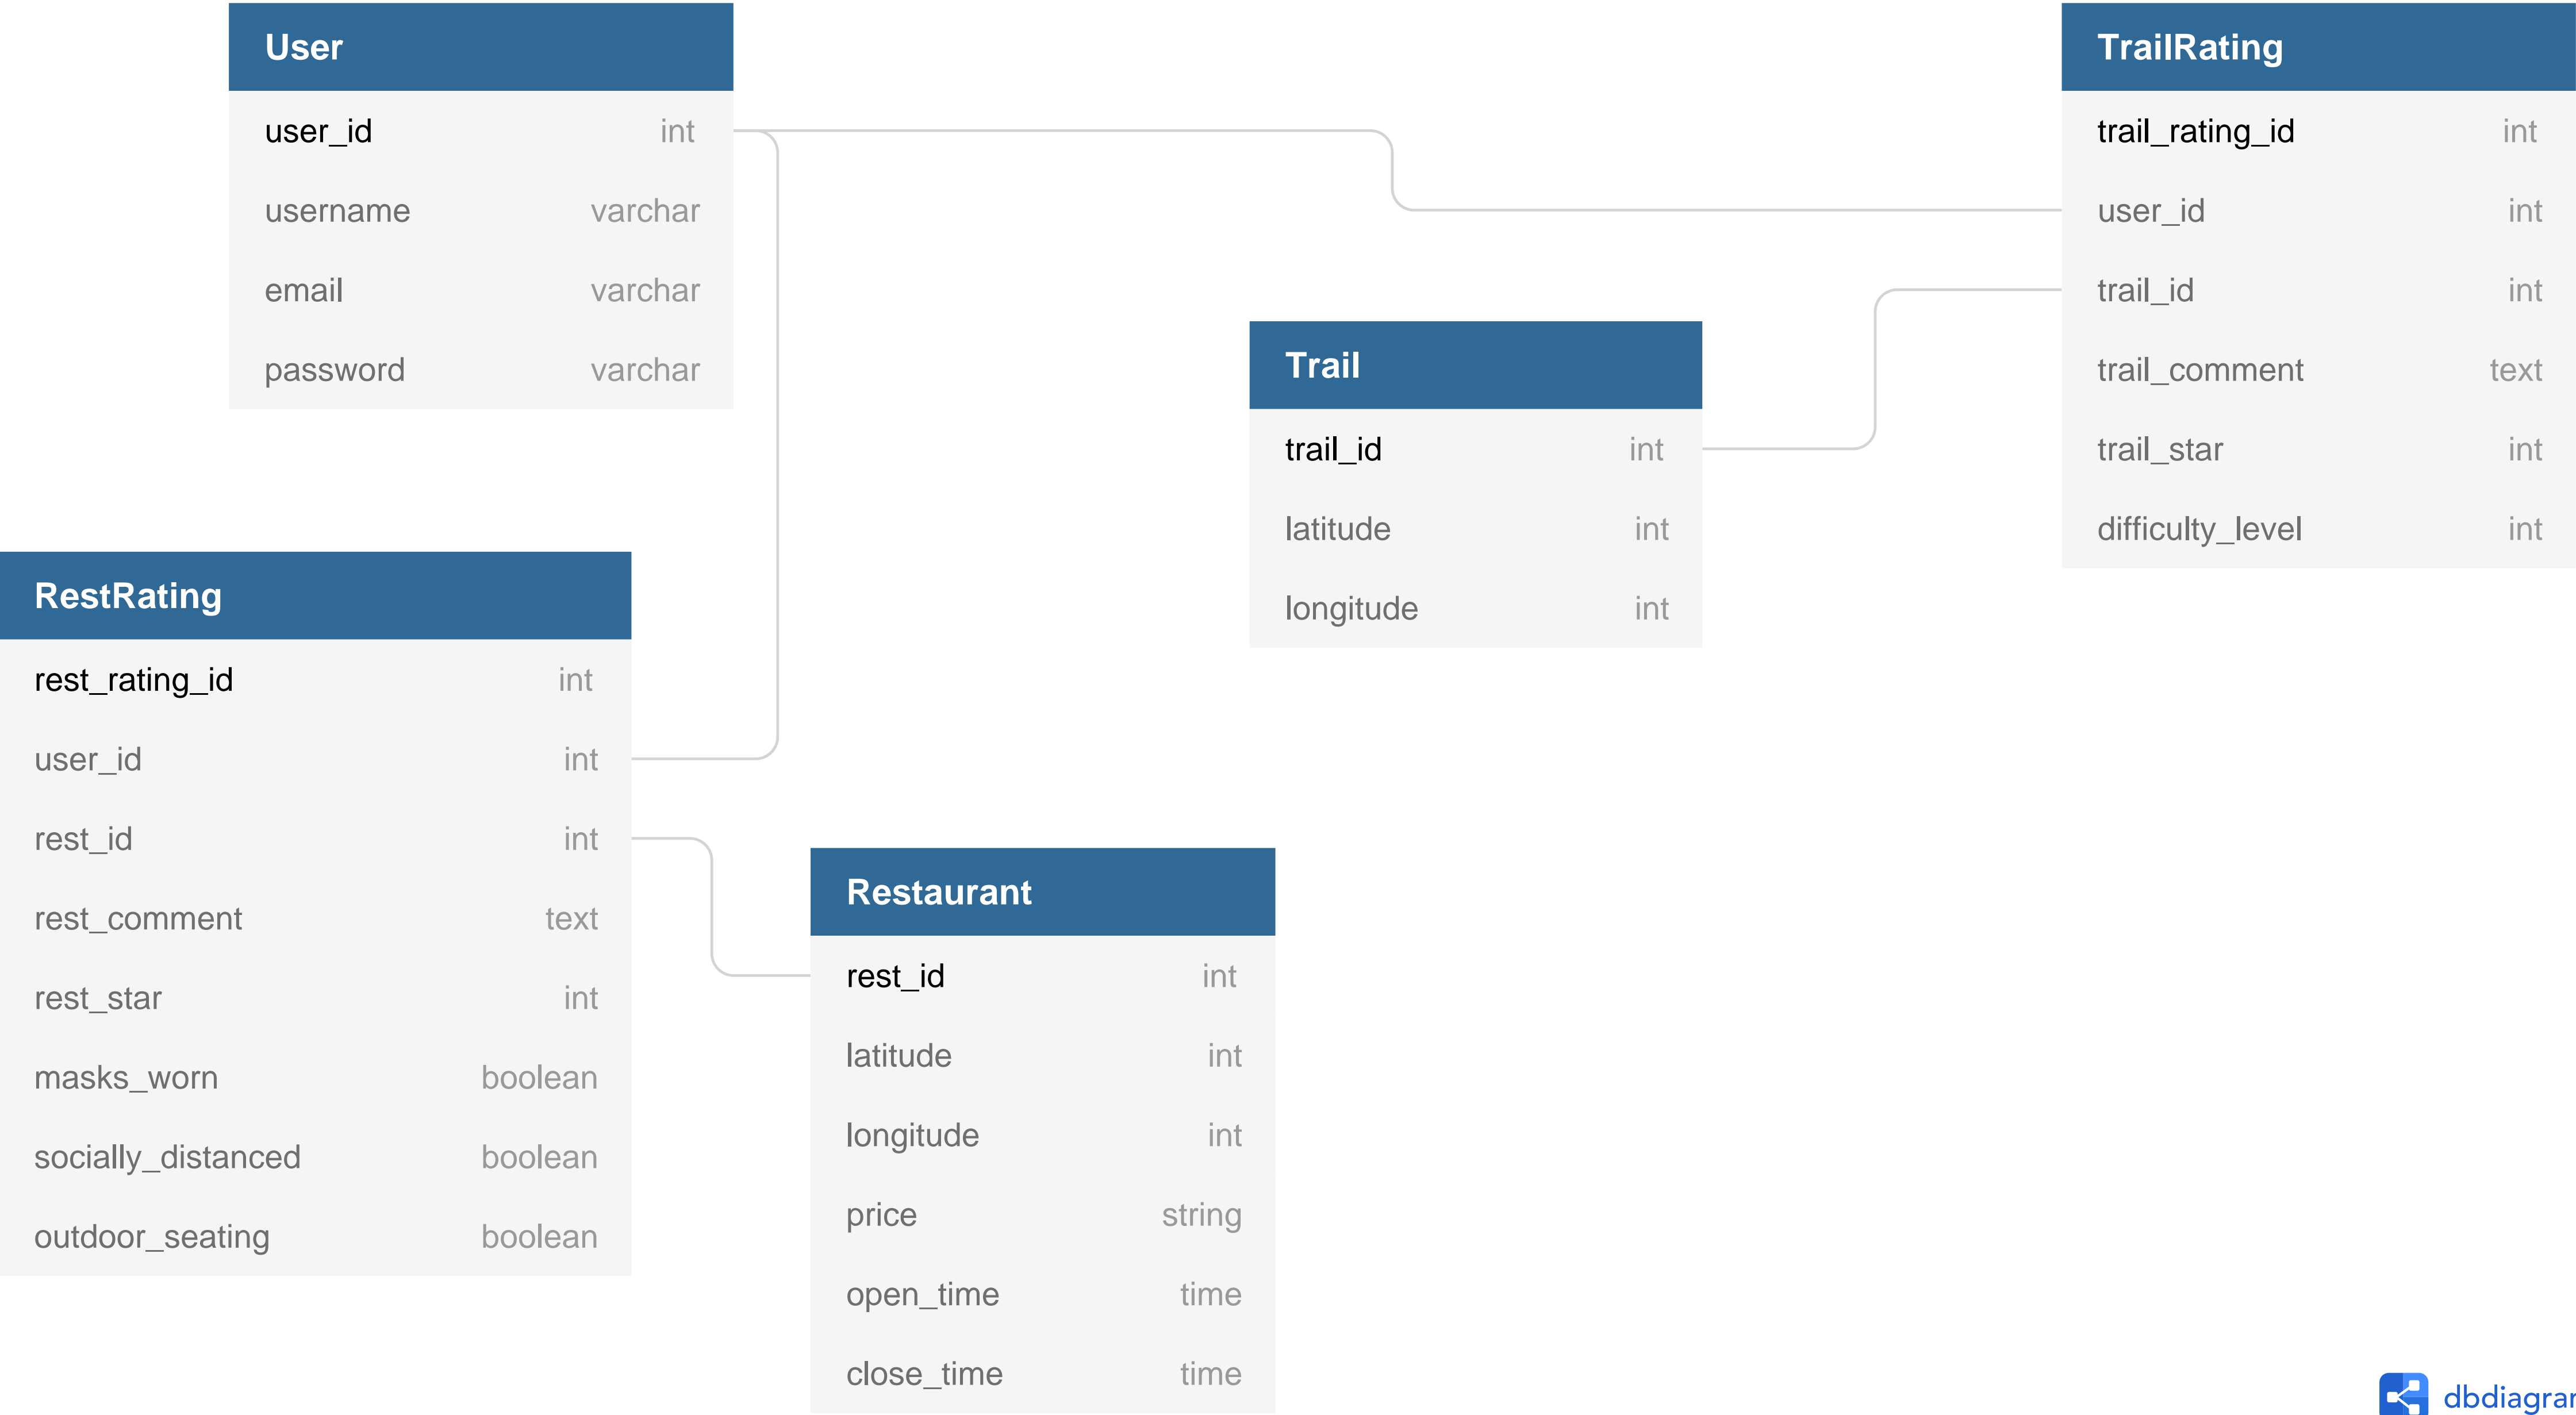 User
user_id int
username varchar
email varchar
password varchar
TrailRating
trail_rating_id int
user_id int
trail_id int
trail_comment text
trail_star int
difficulty_level int
Trail
trail_id int
latitude int
longitude int
RestRating
rest_rating_id int
user_id int
rest_id int
rest_comment text
rest_star int
masks_worn boolean
socially_distanced boolean
outdoor_seating boolean
Restaurant
rest_id int
latitude int
longitude int
price string
open_time time
close_time time